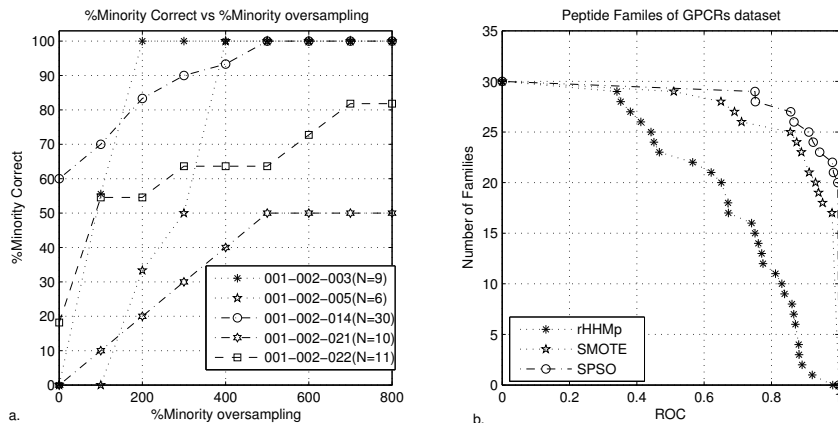 %Minority Correct vs %Minority oversampling
100
90
80
70
60
50
40
30
20
10
0
%Minority Correct
001−002−003(N=9)
001−002−005(N=6)
001−002−014(N=30)
001−002−021(N=10)
001−002−022(N=11)
0 200 400 600 800
%Minority oversampling
a.
Peptide Familes of GPCRs dataset
35
30
25
20
15
10
5
0
Number of Families
rHHMp
SMOTE
SPSO
0 0.2 0.4 0.6 0.8
ROC
b.